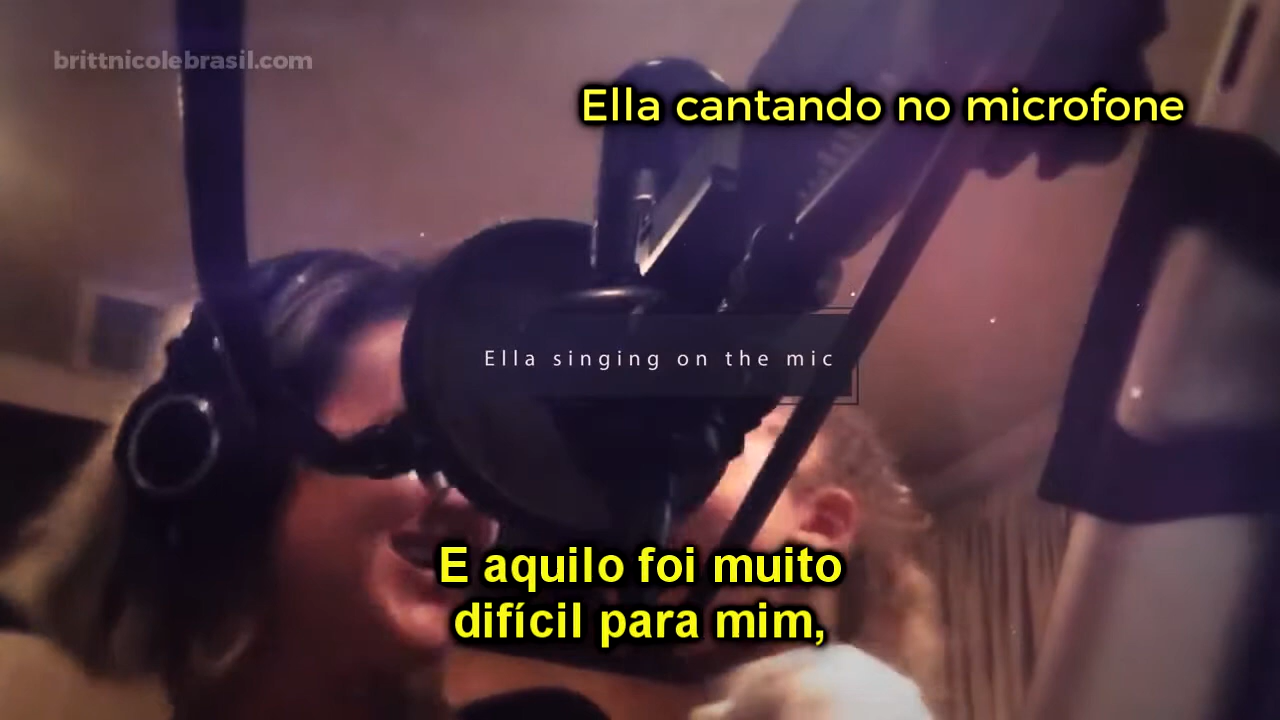 brittnicolebrasil.com
Ella cantando no microfone
Ella singing on the mic
E aquilo foi muito
difícil para mim,